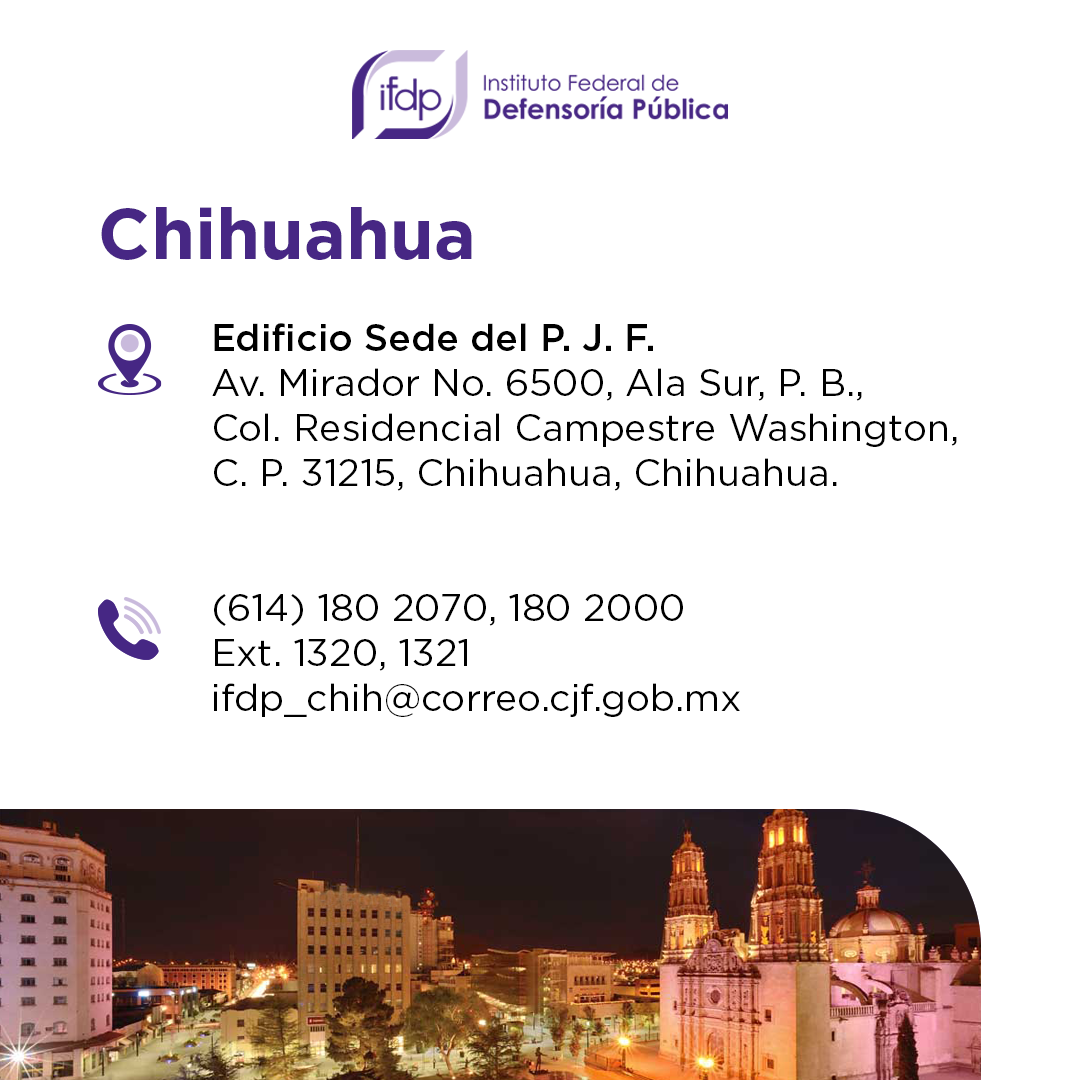 ifdp
Instituto Federal de
Defensoría Pública
Chihuahua
Edificio Sede del P. J. F.
Av. Mirador No. 6500, Ala Sur, P. B.,
Col. Residencial Campestre Washington,
C. P. 31215, Chihuahua, Chihuahua.
(614) 180 2070, 180 2000
Ext. 1320, 1321
ifdp_chih@correo.cjf.gob.mx